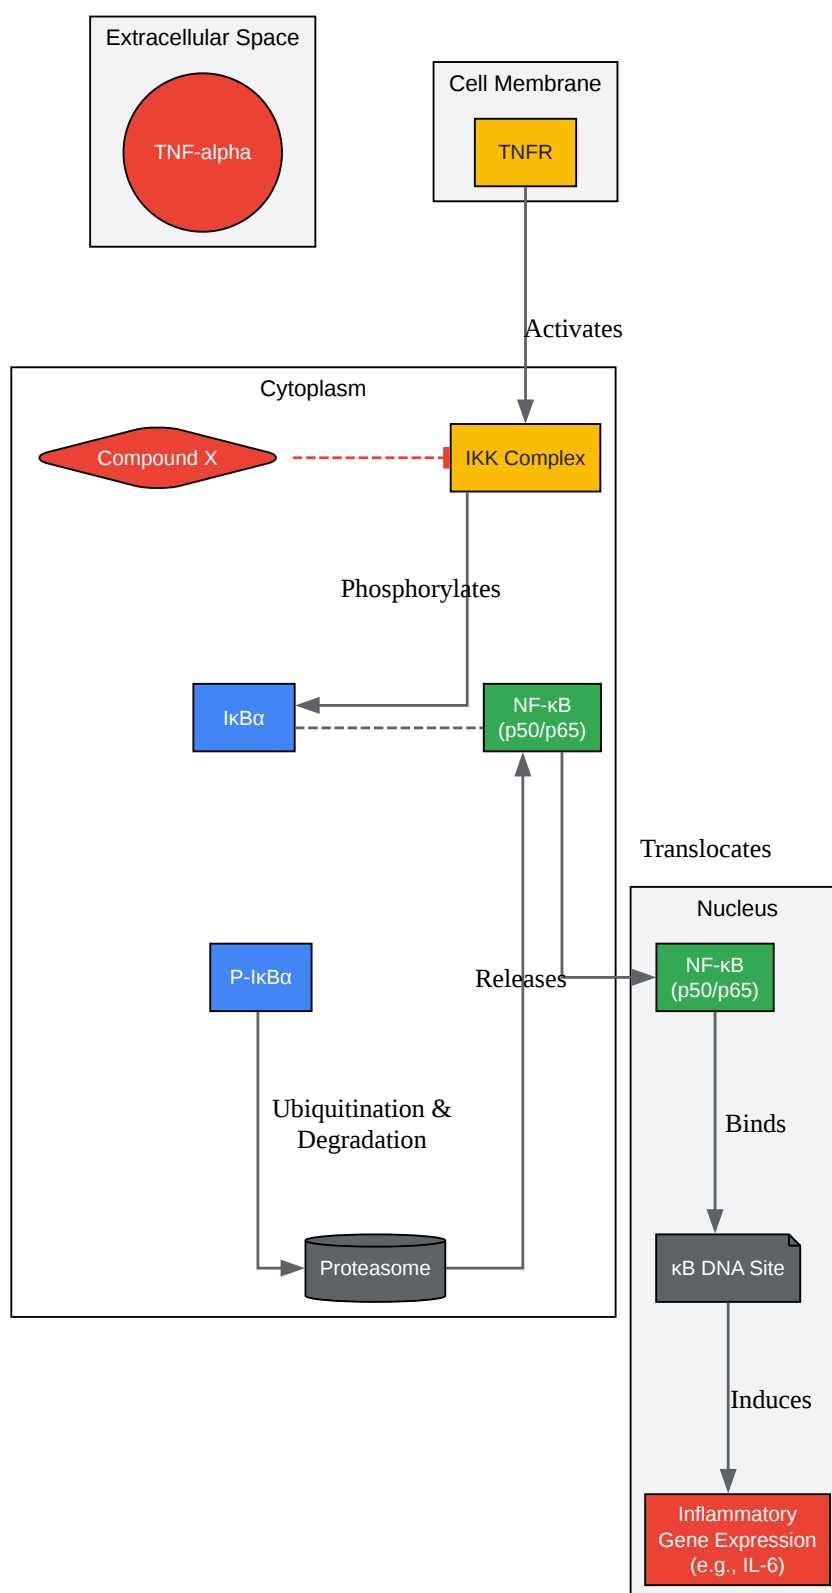 Extracellular Space
TNF-alpha
Cell Membrane
TNFR
Activates
Cytoplasm
Compound X
IKK Complex
Phosphorylates
IκBα
NF-κB
(p50/p65)
Translocates
Nucleus
P-IκBα
Releases
NF-κB
(p50/p65)
Ubiquitination &
Degradation
Binds
Proteasome
κB DNA Site
Induces
Inflammatory
Gene Expression
(e.g., IL-6)